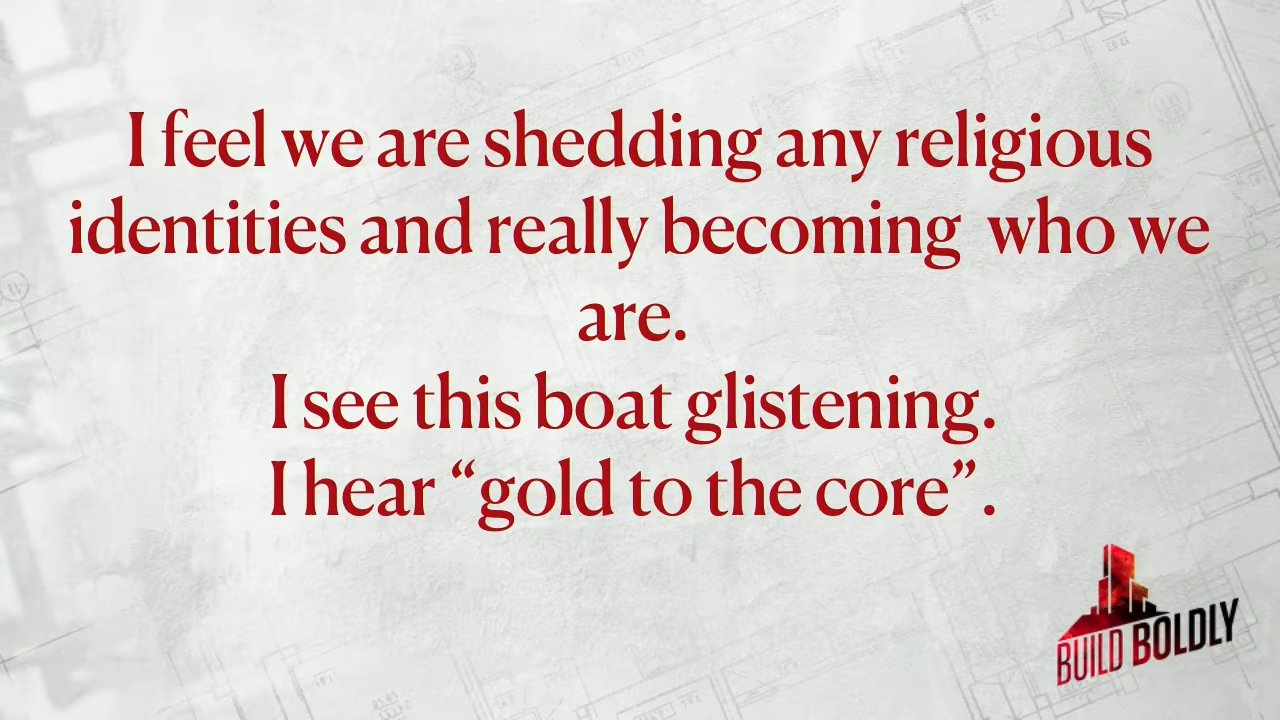 I feel we are shedding any religious
identities and really becoming  who we
are.
I see this boat glistening.
I hear “gold to the core”.
BUILD BOLDLY